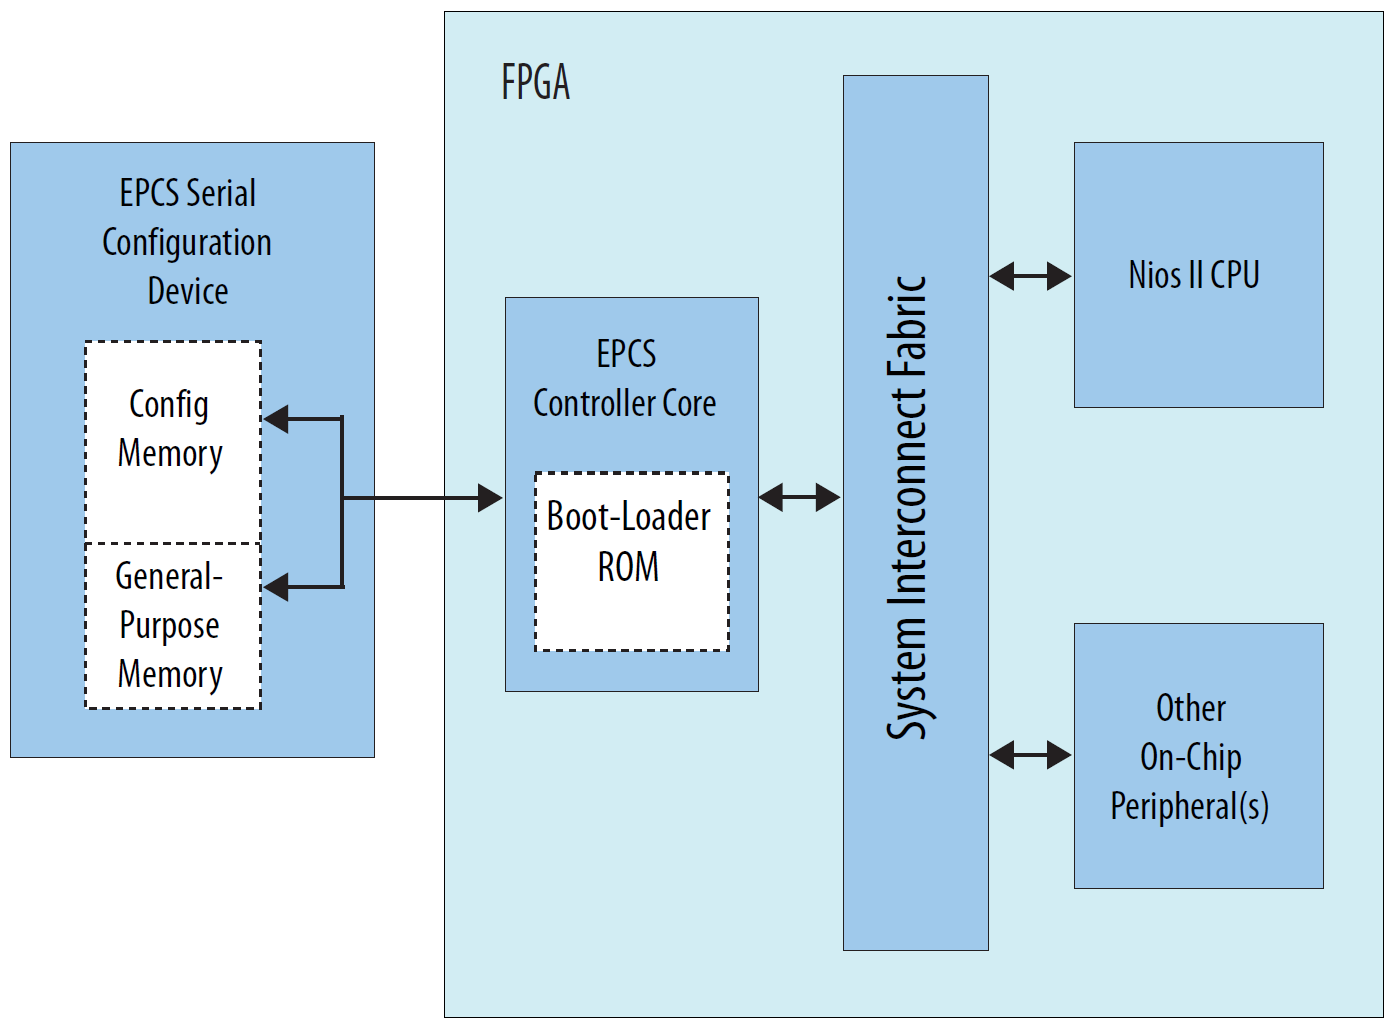 FPGA
EPCS Serial
Configuration
Device
Config
Memory
General-
Purpose
Memory
EPCS
Controller Core
Boot-Loader
ROM
System Interconnect Fabric
Nios II CPU
Other
On-Chip
Peripheral(s)